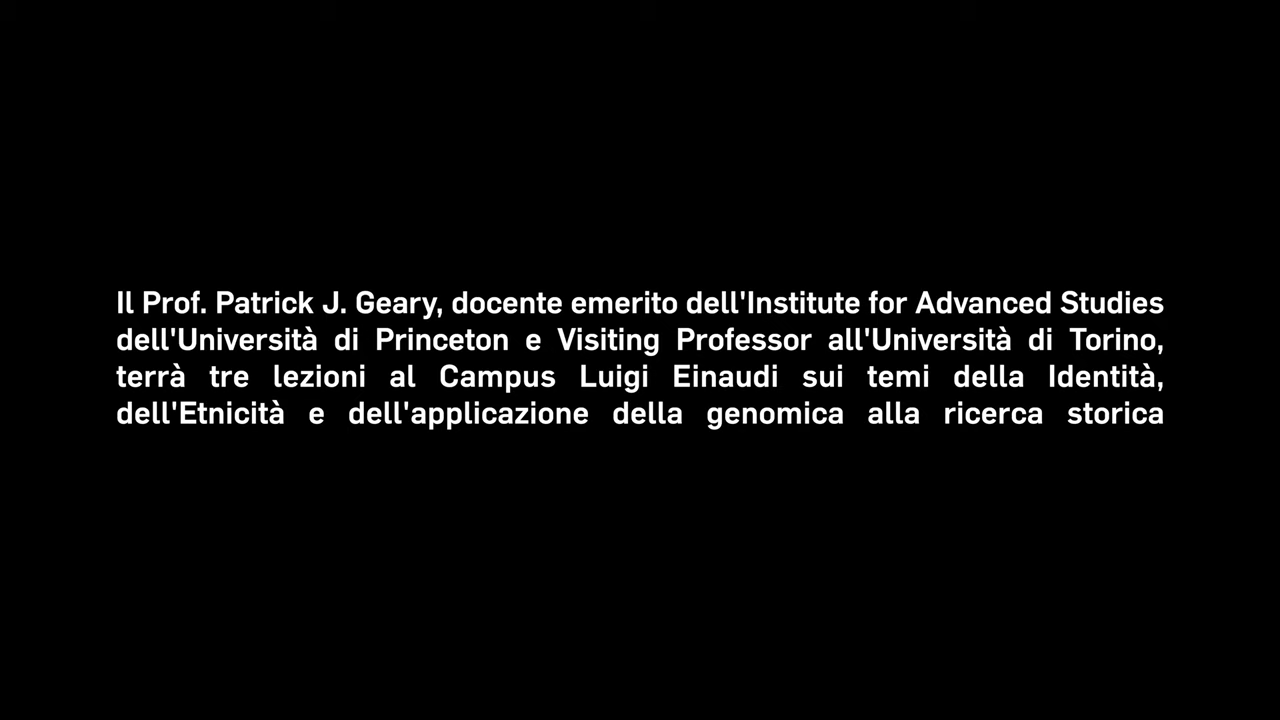 Il Prof. Patrick J. Geary, docente emerito dell'Institute for Advanced Studies
dell'Università di Princeton e Visiting Professor all'Università di Torino,
terrà tre lezioni al Campus Luigi Einaudi sui temi della Identità,
dell'Etnicità e dell'applicazione della genomica alla ricerca storica